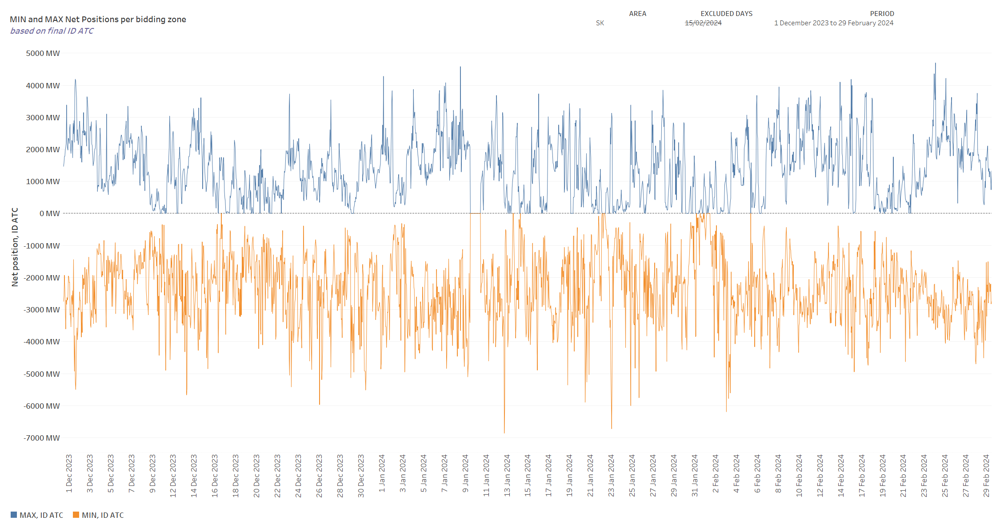 MIN and MAX Net Positions per bidding zone
based on final ID ATC
AREA
SK
EXCLUDED DAYS
15/02/2024
PERIOD
1 December 2023 to 29 February 2024
Net position, ID ATC
5000 MW
4000 MW
3000 MW
2000 MW
1000 MW
0 MW
-1000 MW
-2000 MW
-3000 MW
-4000 MW
-5000 MW
-6000 MW
-7000 MW
1 Dec 2023
3 Dec 2023
5 Dec 2023
7 Dec 2023
9 Dec 2023
12 Dec 2023
14 Dec 2023
16 Dec 2023
18 Dec 2023
20 Dec 2023
22 Dec 2023
24 Dec 2023
26 Dec 2023
28 Dec 2023
30 Dec 2023
1 Jan 2024
3 Jan 2024
5 Jan 2024
7 Jan 2024
9 Jan 2024
11 Jan 2024
13 Jan 2024
15 Jan 2024
17 Jan 2024
19 Jan 2024
21 Jan 2024
23 Jan 2024
25 Jan 2024
27 Jan 2024
29 Jan 2024
31 Jan 2024
2 Feb 2024
4 Feb 2024
6 Feb 2024
8 Feb 2024
10 Feb 2024
12 Feb 2024
14 Feb 2024
17 Feb 2024
19 Feb 2024
21 Feb 2024
23 Feb 2024
25 Feb 2024
27 Feb 2024
29 Feb 2024
MAX, ID ATC
MIN, ID ATC